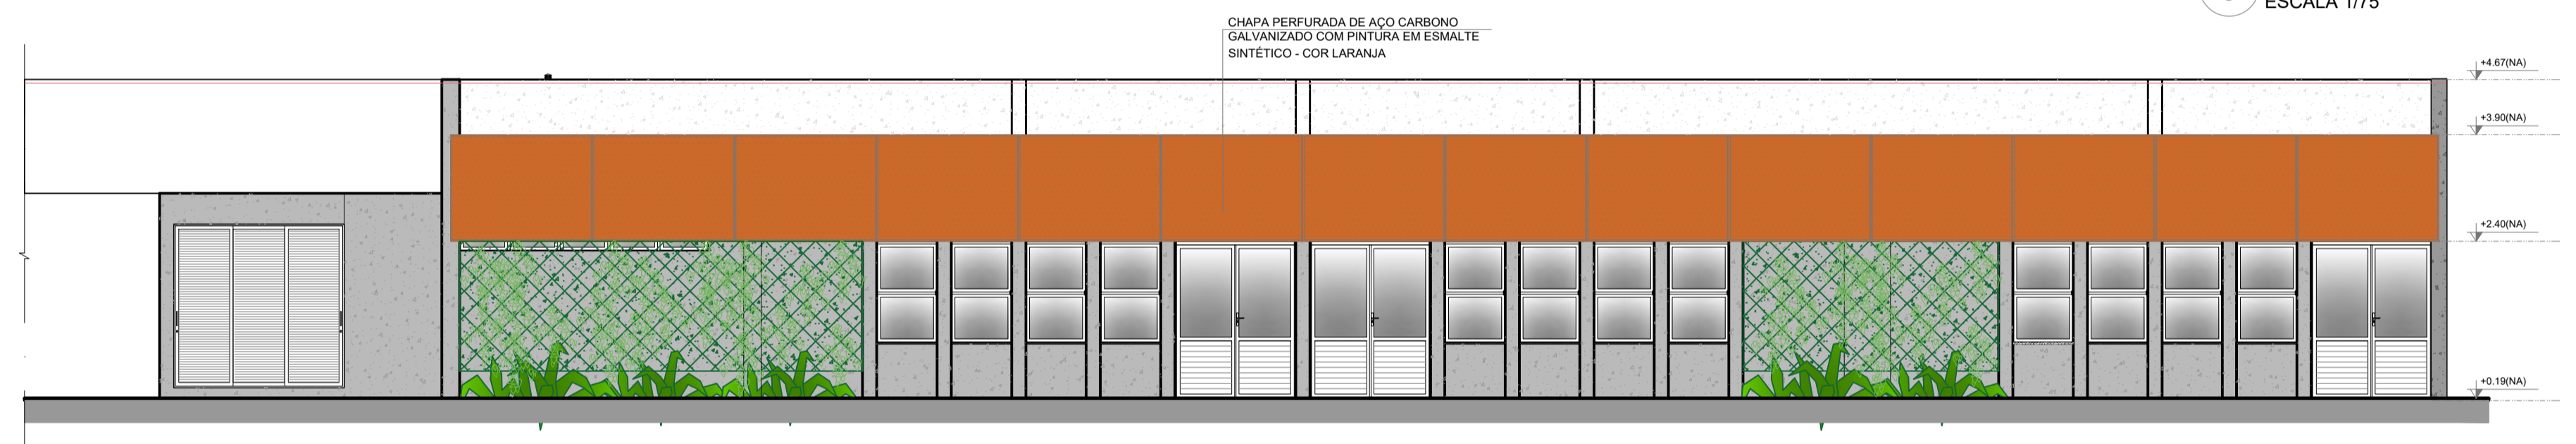 ESCALA 1/75
CHAPA PERFURADA DE AÇO CARBONO
GALVANIZADO COM PINTURA EM ESMALTE
SINTÉTICO - COR LARANJA
+4.67(NA)
+3.90(NA)
+2.40(NA)
+0.19(NA)